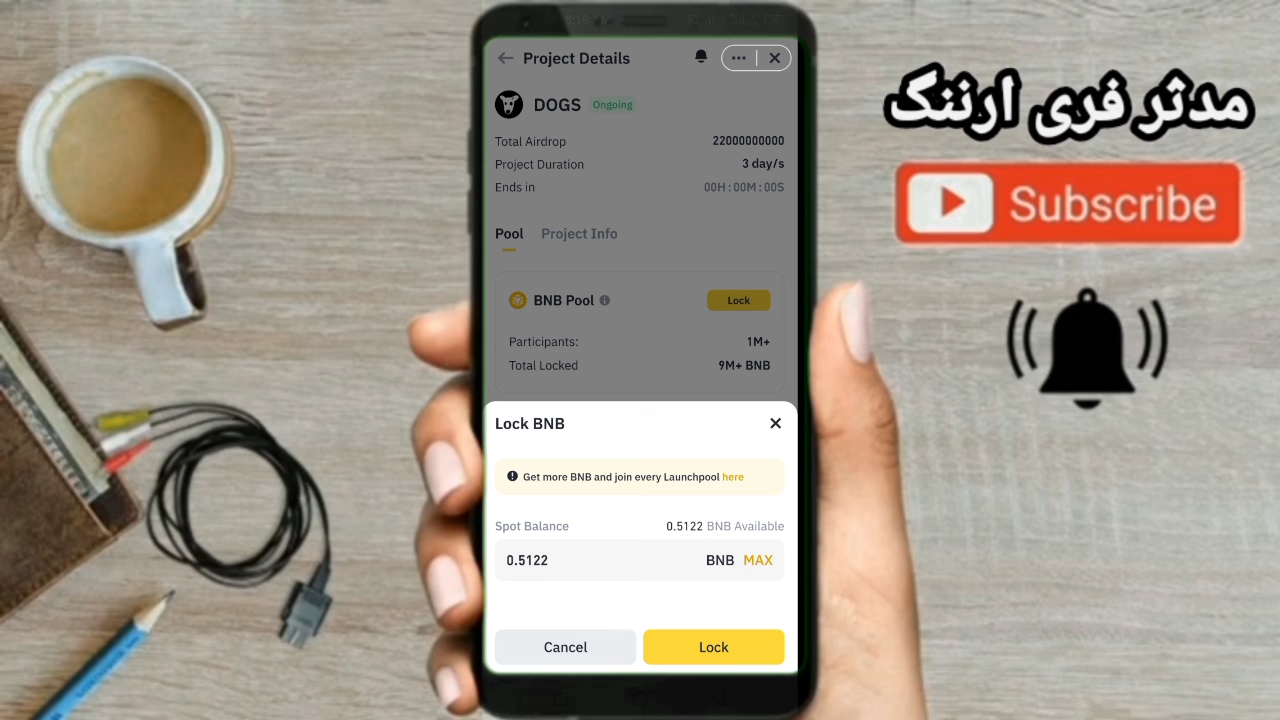 Project Details
DOGS Ongoing
Total Airdrop 22000000000
Project Duration 3 day/s
Ends in 00H : 00M : 00S
Pool Project Info
BNB Pool Lock
Participants: 1M+
Total Locked 9M+ BNB
Lock BNB
Get more BNB and join every Launchpool here
Spot Balance 0.5122 BNB Available
0.5122 BNB MAX
Cancel Lock
مدثر فری ارننگ
Subscribe